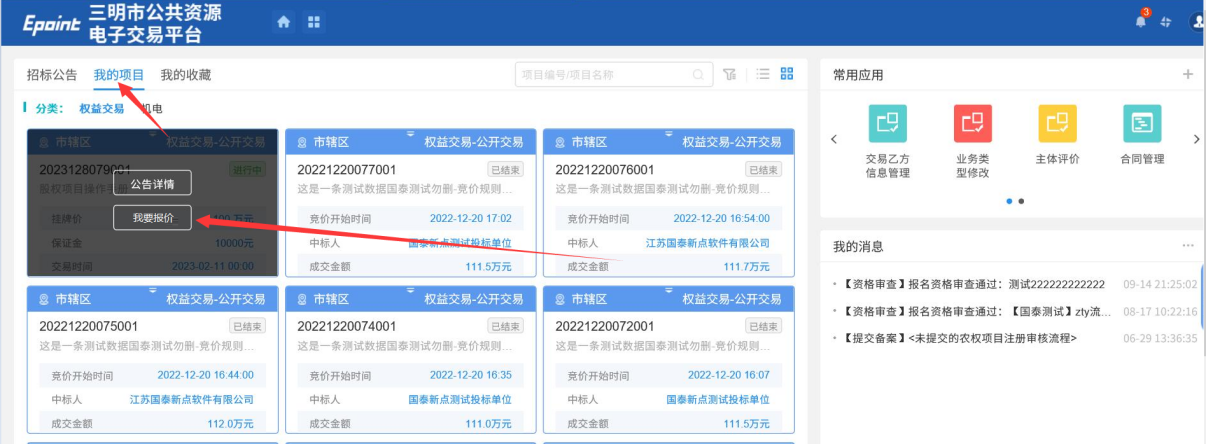 Epoint 三明市公共资源
电子交易平台
3
招标公告 我的项目 我的收藏
项目编号/项目名称
分类： 权益交易 机电
市辖区 权益交易-公开交易
2023128079001 进行中
股权项目操作手册
公告详情
我要报价
挂牌价 100 万元
保证金 10000元
交易时间 2023-02-11 00:00
市辖区 权益交易-公开交易
20221220077001 已结束
这是一条测试数据国泰测试勿删-竞价规则...
竞价开始时间 2022-12-20 17:02
中标人 国泰新点测试投标单位
成交金额 111.5万元
市辖区 权益交易-公开交易
20221220076001 已结束
这是一条测试数据国泰测试勿删-竞价规则...
竞价开始时间 2022-12-20 16:54:00
中标人 江苏国泰新点软件有限公司
成交金额 111.7万元
市辖区 权益交易-公开交易
20221220075001 已结束
这是一条测试数据国泰测试勿删-竞价规则...
竞价开始时间 2022-12-20 16:44:00
中标人 江苏国泰新点软件有限公司
成交金额 112.0万元
市辖区 权益交易-公开交易
20221220074001 已结束
这是一条测试数据国泰测试勿删-竞价规则...
竞价开始时间 2022-12-20 16:35
中标人 国泰新点测试投标单位
成交金额 111.0万元
市辖区 权益交易-公开交易
20221220072001 已结束
这是一条测试数据国泰测试勿删-竞价规则...
竞价开始时间 2022-12-20 16:07
中标人 国泰新点测试投标单位
成交金额 111.5万元
常用应用
交易乙方
信息管理
业务类
型修改
主体评价
合同管理
我的消息
【资格审查】报名资格审查通过：测试222222222222 09-14 21:25:02
【资格审查】报名资格审查通过：【国泰测试】zty流... 08-17 10:22:16
【提交备案】<未提交的农权项目注册审核流程> 06-29 13:36:35